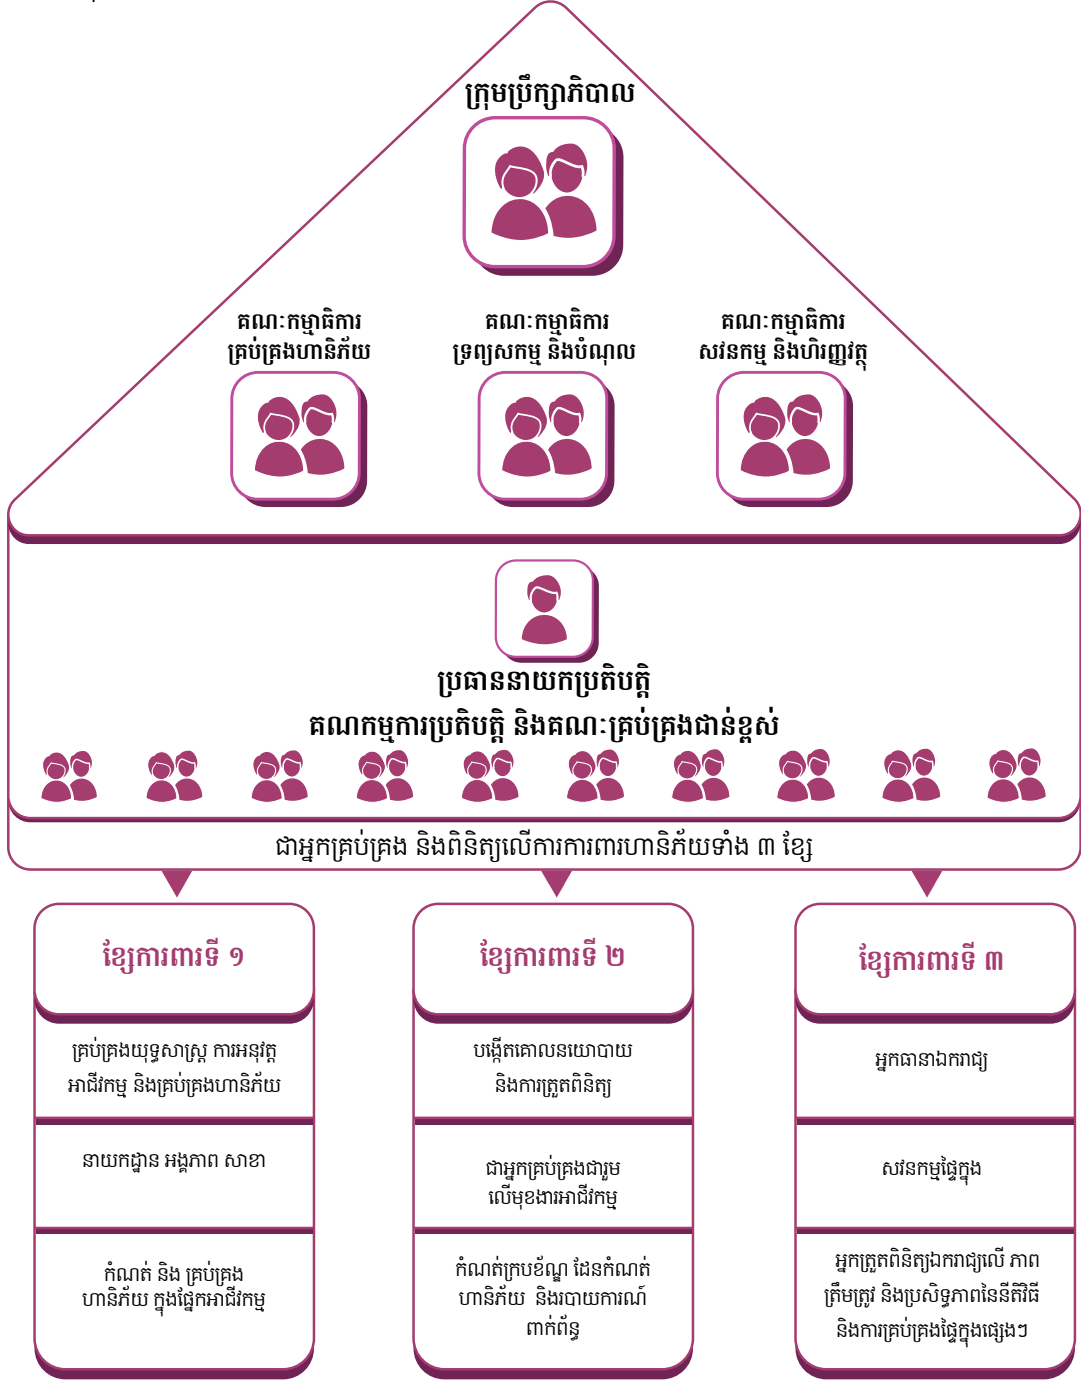 ក្រុមប្រឹក្សាភិបាល
គណៈកម្មាធិការ
គ្រប់គ្រងហានិភ័យ
គណៈកម្មាធិការ
ទ្រព្យសកម្ម និងបំណុល
គណៈកម្មាធិការ
សវនកម្ម និងហិរញ្ញវត្ថុ
ប្រធាននាយកប្រតិបត្តិ
គណកម្មការប្រតិបត្តិ និងគណៈគ្រប់គ្រងជាន់ខ្ពស់
ជាអ្នកគ្រប់គ្រង និងពិនិត្យលើការការពារហានិភ័យទាំង ៣ ខ្សែ
ខ្សែការពារទី ១
គ្រប់គ្រងយុទ្ធសាស្ត្រ ការអនុវត្ត
អាជីវកម្ម និងគ្រប់គ្រងហានិភ័យ
នាយកដ្ឋាន អង្គភាព សាខា
កំណត់ និង គ្រប់គ្រង
ហានិភ័យ ក្នុងផ្នែកអាជីវកម្ម
ខ្សែការពារទី ២
បង្កើតគោលនយោបាយ
និងការត្រួតពិនិត្យ
ជាអ្នកគ្រប់គ្រងជារួម
លើមុខងារអាជីវកម្ម
កំណត់ក្របខ័ណ្ឌ ដែនកំណត់
ហានិភ័យ និងរបាយការណ៍
ពាក់ព័ន្ធ
ខ្សែការពារទី ៣
អ្នកធានាឯករាជ្យ
សវនកម្មផ្ទៃក្នុង
អ្នកត្រួតពិនិត្យឯករាជ្យលើ ភាព
ត្រឹមត្រូវ និងប្រសិទ្ធភាពនៃនីតិវិធី
និងការគ្រប់គ្រងផ្ទៃក្នុងផ្សេងៗ